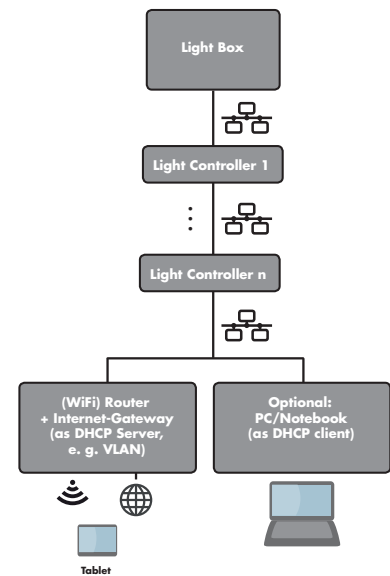 Light Box
Light Controller 1
Light Controller n
(WiFi) Router
+ Internet-Gateway
(as DHCP Server,
e. g. VLAN)
Optional:
PC/Notebook
(as DHCP client)
Tablet